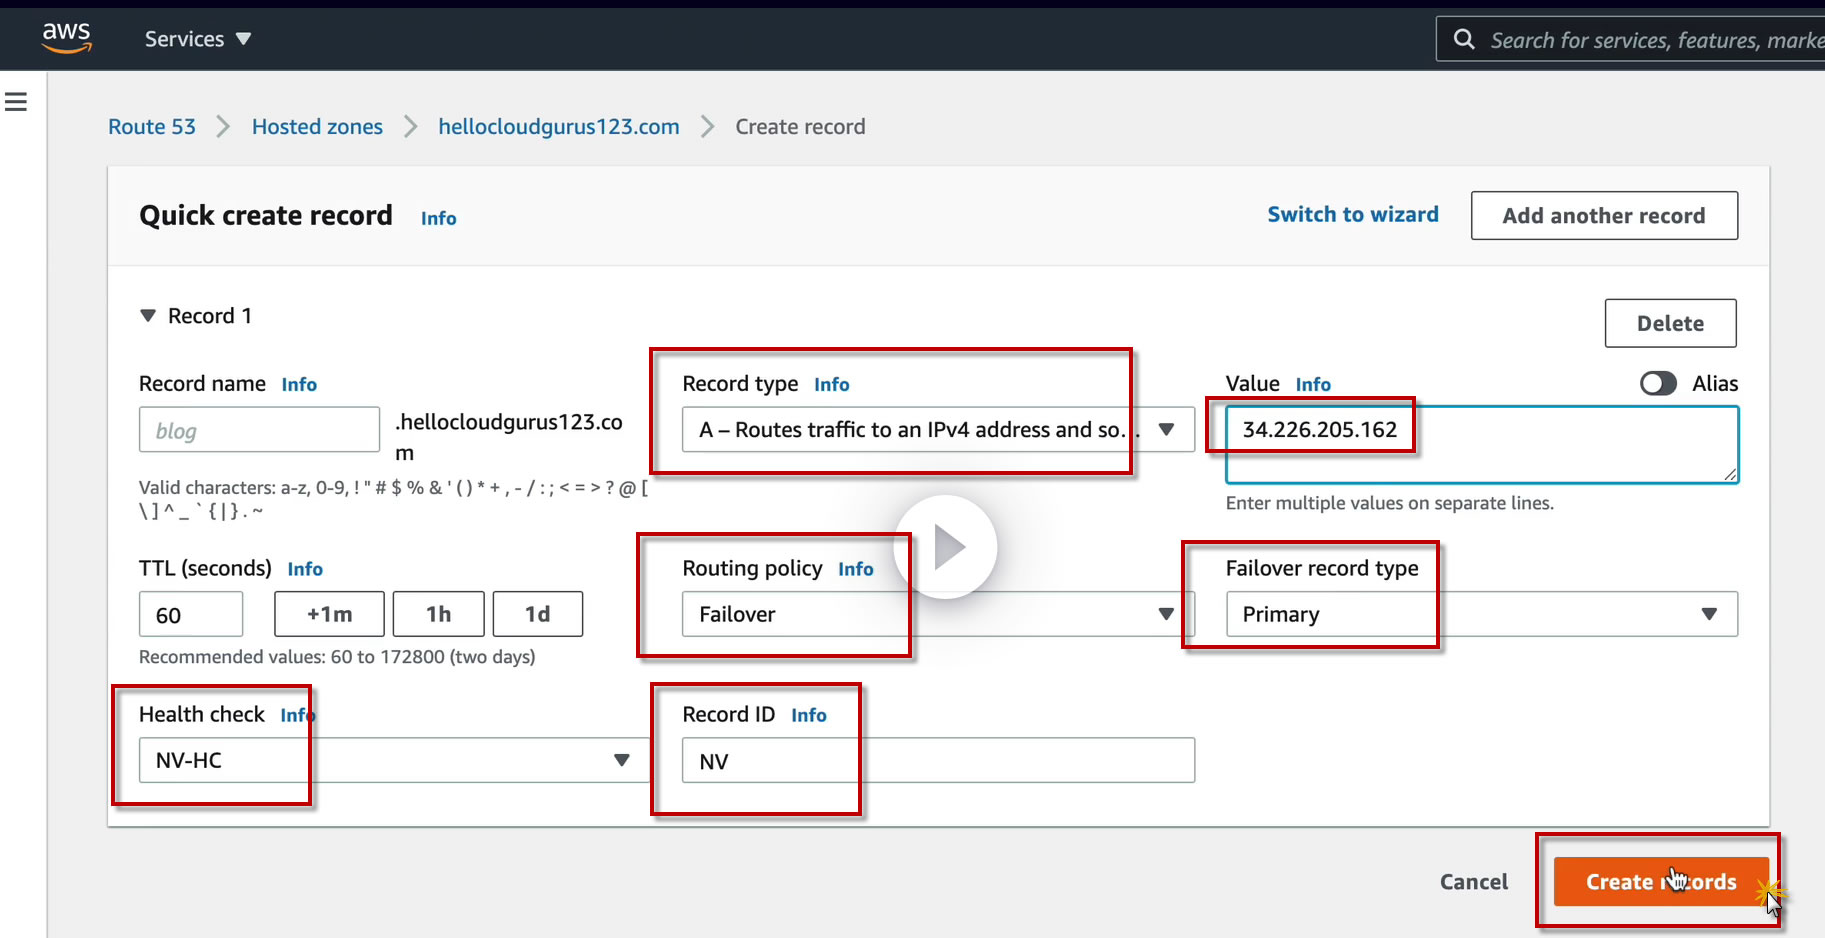 aws
Services
Search for services, features, marke
Route 53
Hosted zones
hellocloudgurus123.com
Create record
Quick create record
Info
Switch to wizard
Add another record
Record 1
Delete
Record name Info
blog
.hellocloudgurus123.co
m
Valid characters: a-z, 0-9, ! " # $ % & ' ( ) * + , - / : ; < = > ? @ [
\ ] ^ _ ` { | } . ~
Record type Info
A – Routes traffic to an IPv4 address and so...
Value Info
Alias
34.226.205.162
Enter multiple values on separate lines.
TTL (seconds) Info
60
+1m
1h
1d
Recommended values: 60 to 172800 (two days)
Routing policy Info
Failover
Failover record type
Primary
Health check Info
NV-HC
Record ID Info
NV
Cancel
Create records